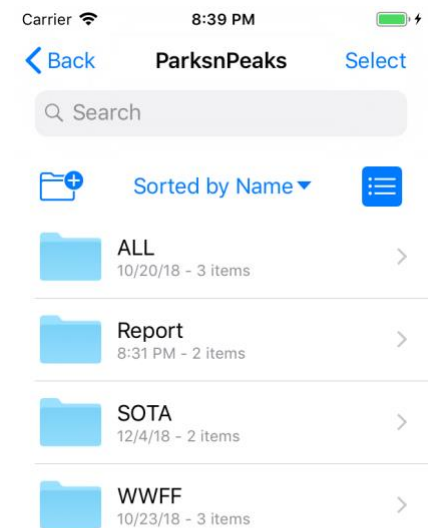 Carrier 8:39 PM
Back ParksnPeaks Select
Search
Sorted by Name
ALL
10/20/18 - 3 items
Report
8:31 PM - 2 items
SOTA
12/4/18 - 2 items
WWFF
10/23/18 - 3 items